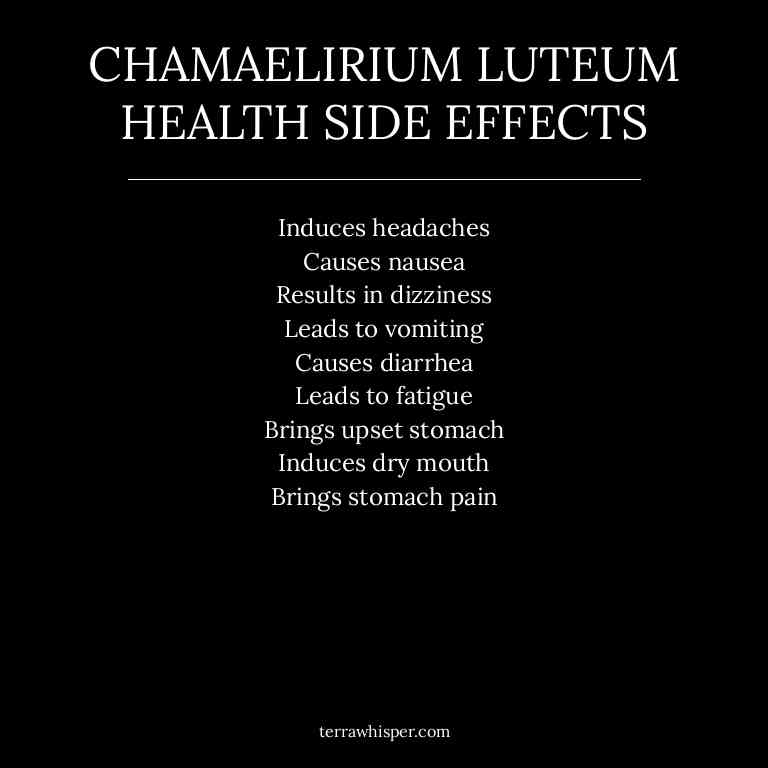 CHAMAELIRIUM LUTEUM
HEALTH SIDE EFFECTS
Induces headaches
Causes nausea
Results in dizziness
Leads to vomiting
Causes diarrhea
Leads to fatigue
Brings upset stomach
Induces dry mouth
Brings stomach pain
terrawhisper.com